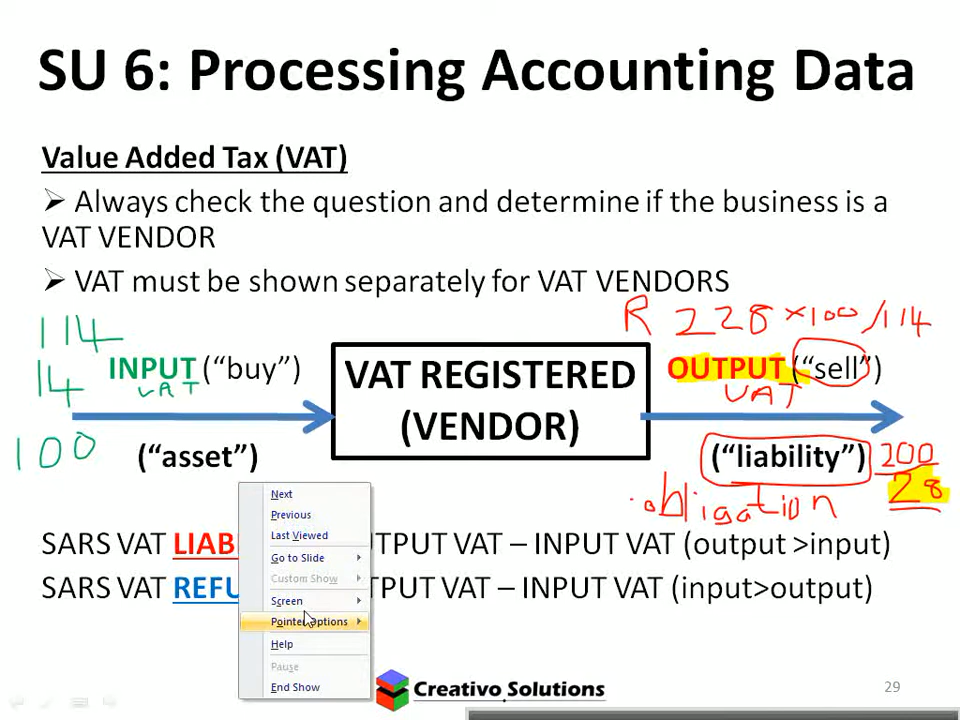 SU 6: Processing Accounting Data
Value Added Tax (VAT)
➢ Always check the question and determine if the business is a
VAT VENDOR
➢ VAT must be shown separately for VAT VENDORS
114
R 228 ×100/114
INPUT ("buy")
VAT REGISTERED
(VENDOR)
OUTPUT ("sell")
14
VAT
VAT
100
("asset")
("liability")
200
28
obligation
Next
Previous
Last Viewed
Go to Slide
Custom Show
Screen
Pointer Options
Help
Pause
End Show
SARS VAT LIAB UTPUT VAT – INPUT VAT (output >input)
SARS VAT REFU TPUT VAT – INPUT VAT (input>output)
Creativo Solutions
29